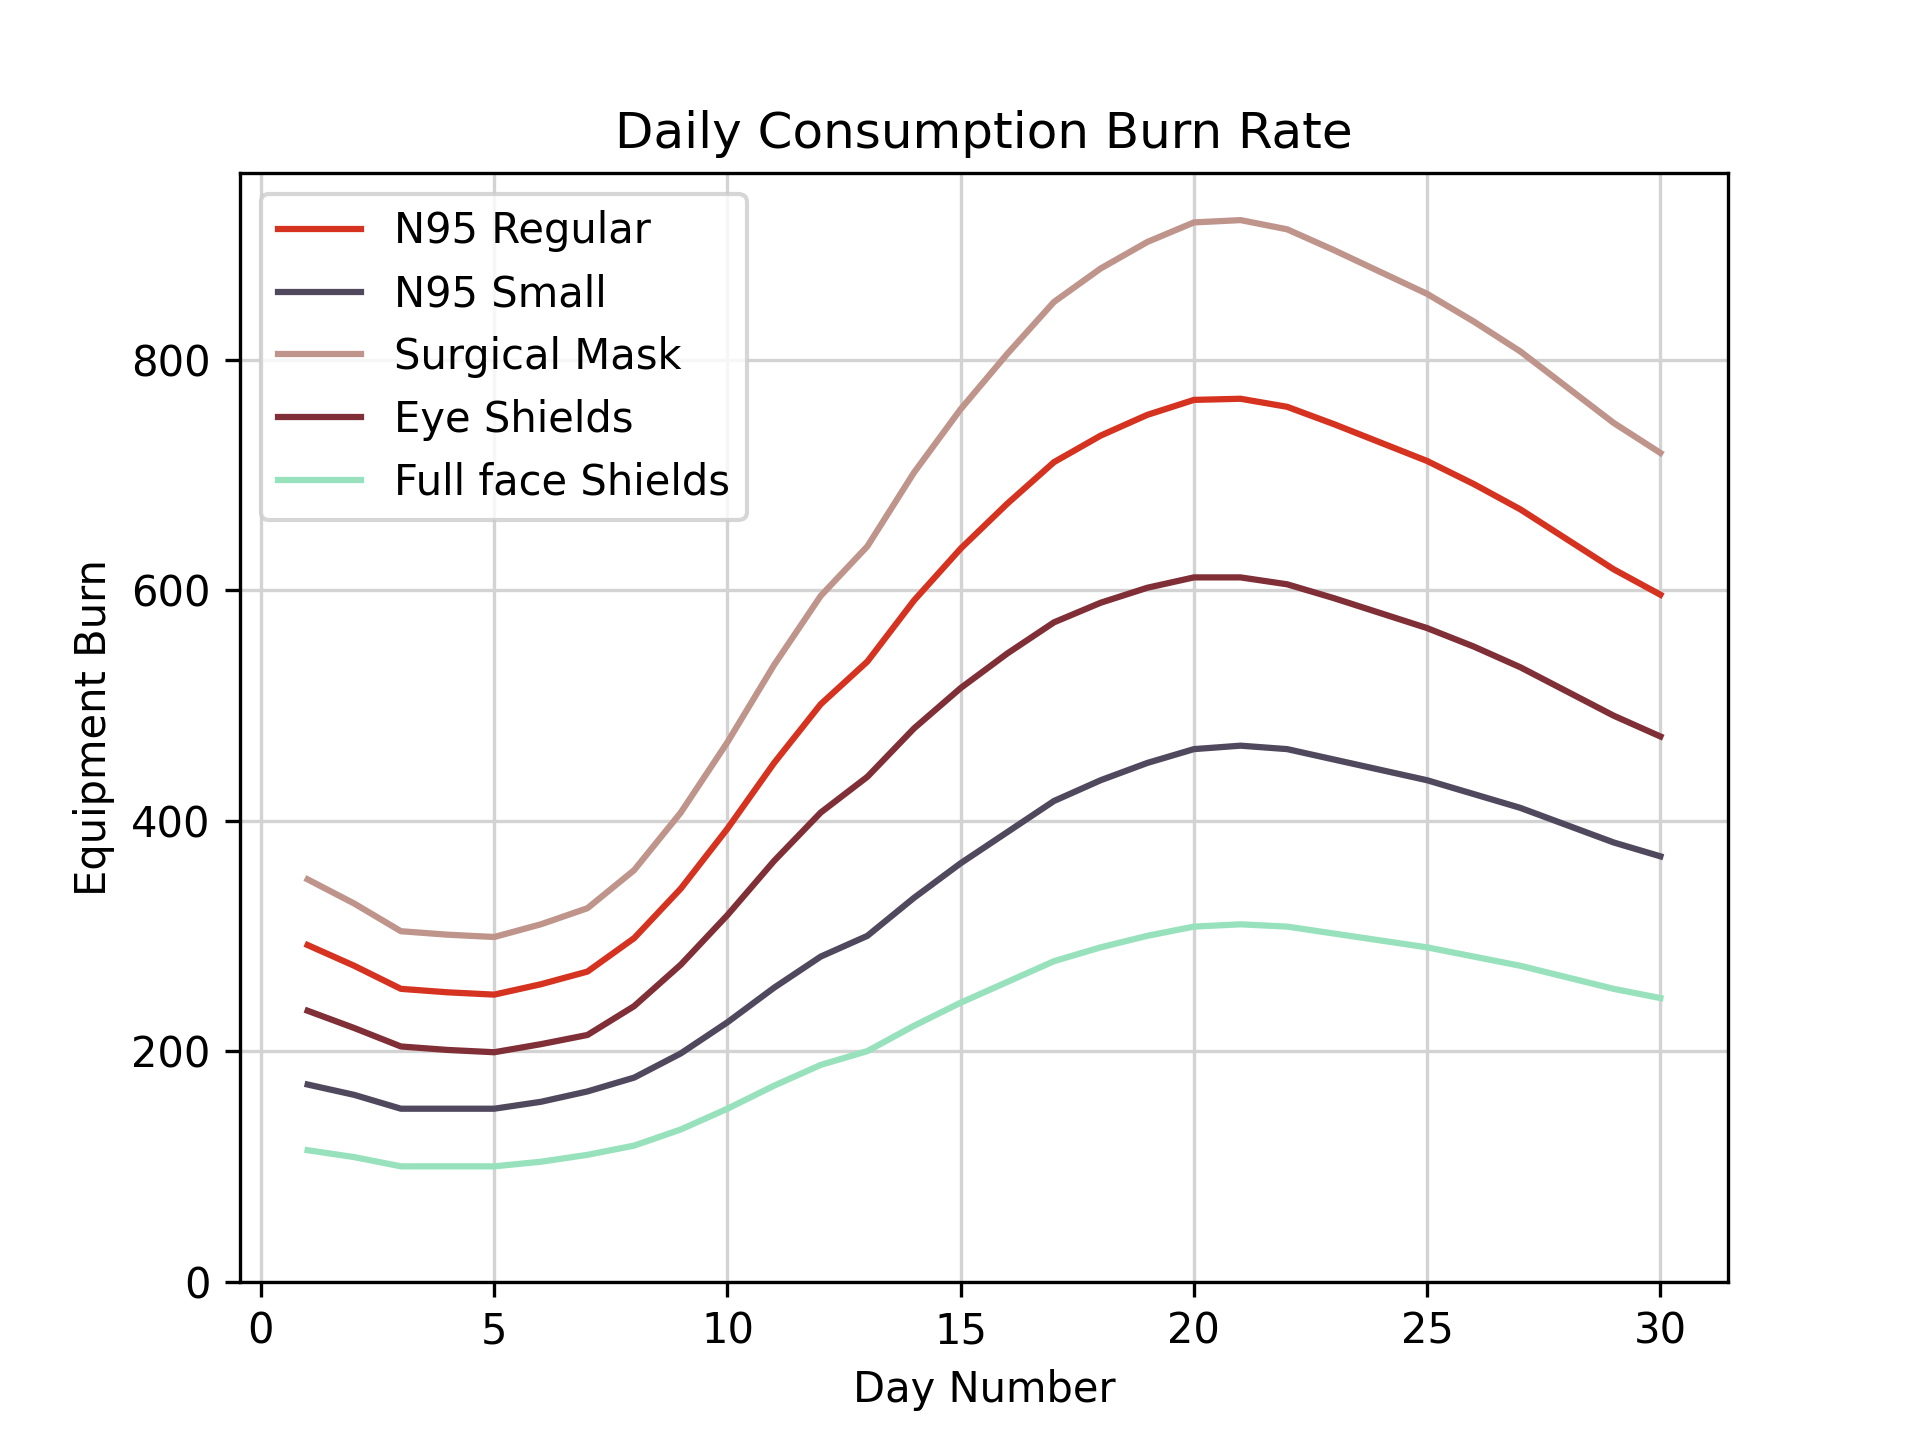 Daily Consumption Burn Rate
N95 Regular
N95 Small
Surgical Mask
Eye Shields
Full face Shields
Equipment Burn
800
600
400
200
0
0 5 10 15 20 25 30
Day Number